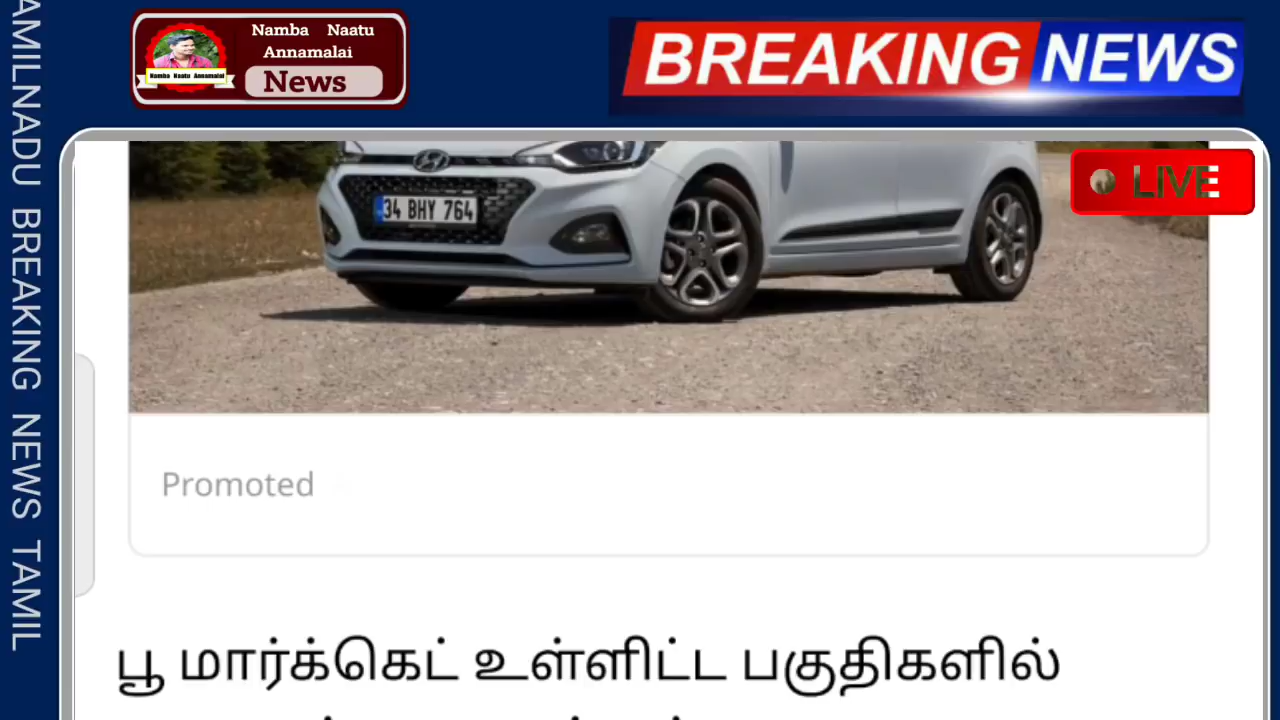 Namba Naatu
Annamalai
News
Namba Naatu Annamalai
BREAKING NEWS
LIVE
AMILNADU BREAKING NEWS TAMIL
34 BHY 764
Promoted
பூ மார்க்கெட் உள்ளிட்ட பகுதிகளில்